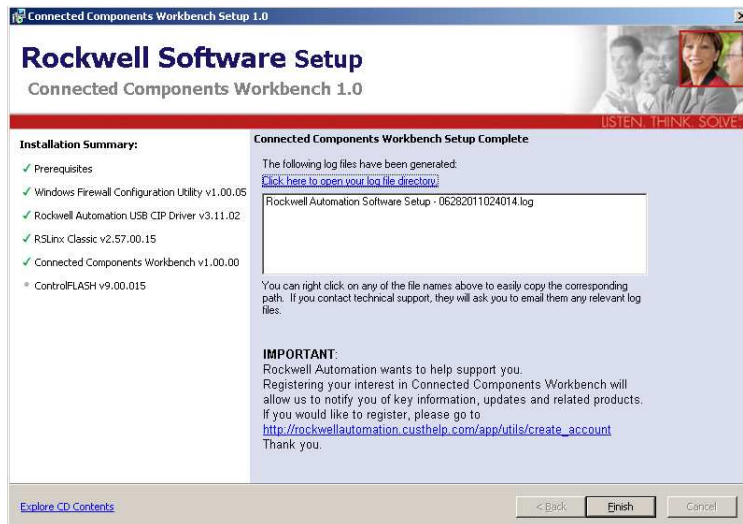 Connected Components Workbench Setup 1.0
Rockwell Software Setup
Connected Components Workbench 1.0
LISTEN. THINK. SOLVE.
Installation Summary:
Prerequisites
Windows Firewall Configuration Utility v1.00.05
Rockwell Automation USB CIP Driver v3.11.02
RSLinx Classic v2.57.00.15
Connected Components Workbench v1.00.00
ControlFLASH v9.00.015
Connected Components Workbench Setup Complete
The following log files have been generated:
Click here to open your log file directory.
Rockwell Automation Software Setup - 06282011024014.log
You can right click on any of the file names above to easily copy the corresponding
path. If you contact technical support, they will ask you to email them any relevant log
files.
IMPORTANT:
Rockwell Automation wants to help support you.
Registering your interest in Connected Components Workbench will
allow us to notify you of key information, updates and related products.
If you would like to register, please go to
http://rockwellautomation.custhelp.com/app/utils/create_account
Thank you.
Explore CD Contents
< Back
Finish
Cancel